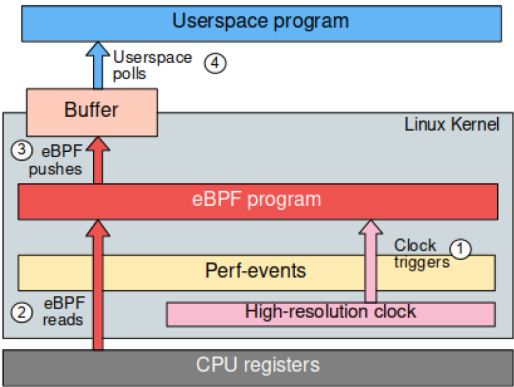 Userspace program
Userspace
polls
4
Buffer
Linux Kernel
3
eBPF
pushes
eBPF program
Clock
triggers
1
Perf-events
2
eBPF
reads
High-resolution clock
CPU registers